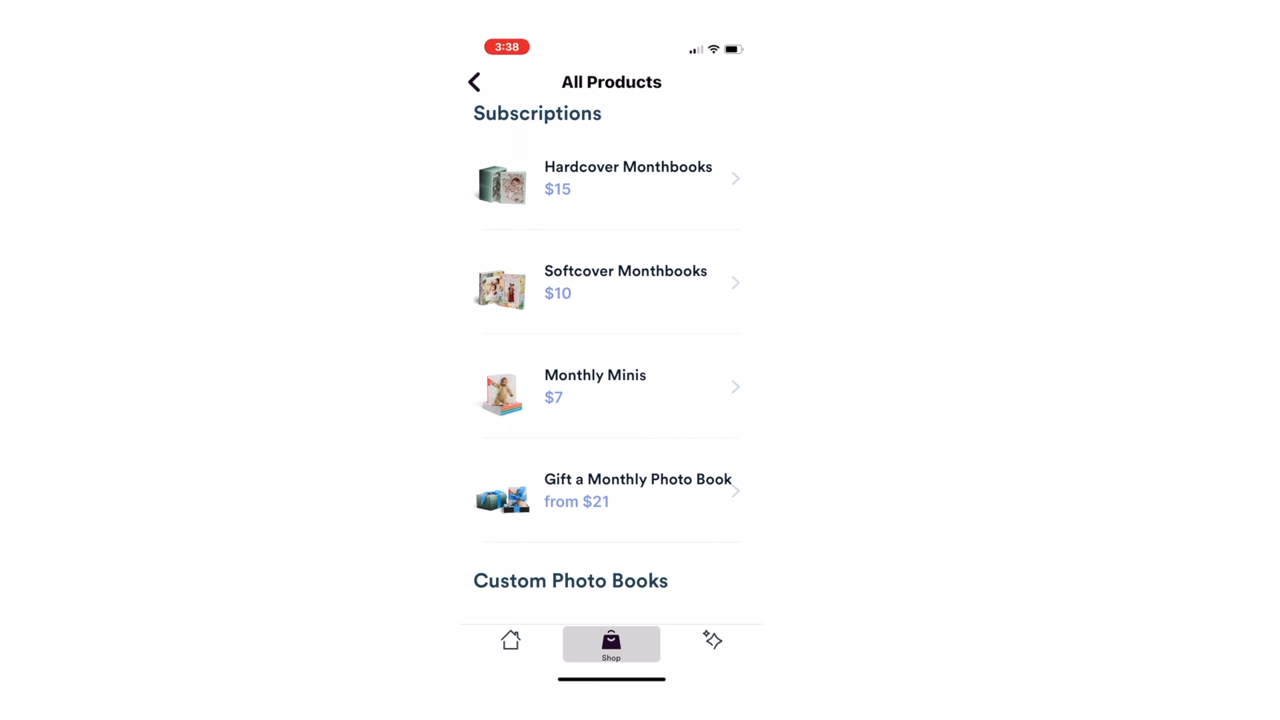 3:38
All Products
Subscriptions
Hardcover Monthbooks
$15
Softcover Monthbooks
$10
Monthly Minis
$7
Gift a Monthly Photo Book
from $21
Custom Photo Books
Shop